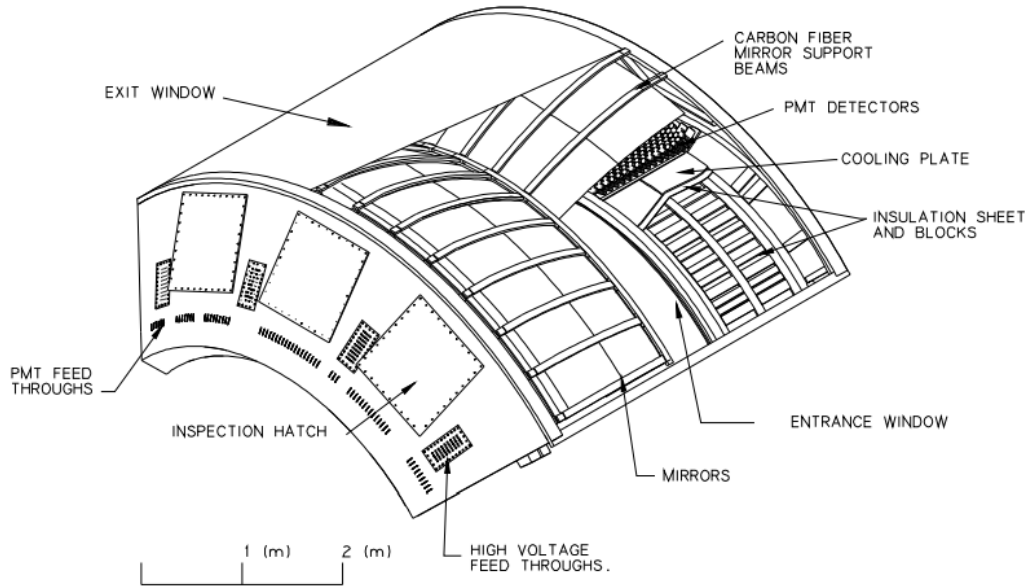 CARBON FIBER
MIRROR SUPPORT
BEAMS
EXIT WINDOW
PMT DETECTORS
COOLING PLATE
INSULATION SHEET
AND BLOCKS
PMT FEED
THROUGHS
INSPECTION HATCH
ENTRANCE WINDOW
MIRRORS
1 (m)
2 (m)
HIGH VOLTAGE
FEED THROUGHS.